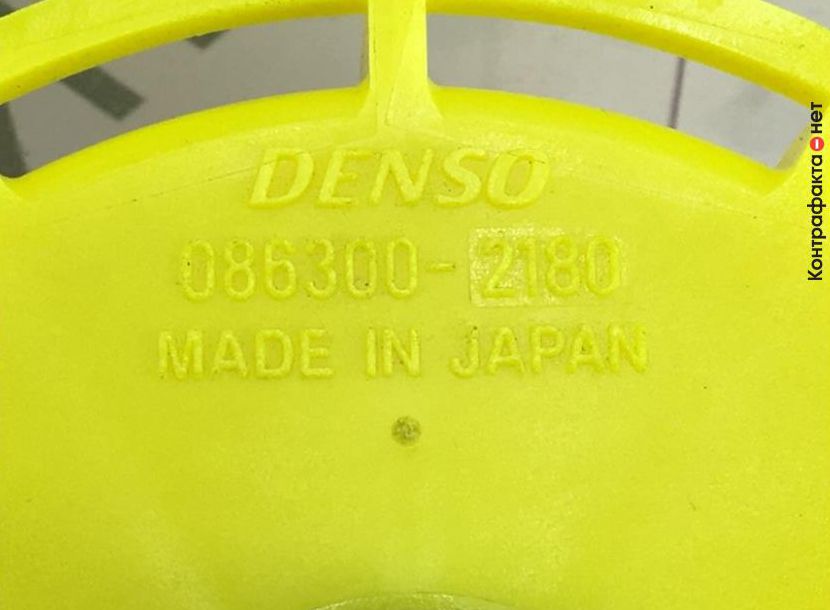 DENSO
086300-2180
MADE IN JAPAN
Контрафакта нет